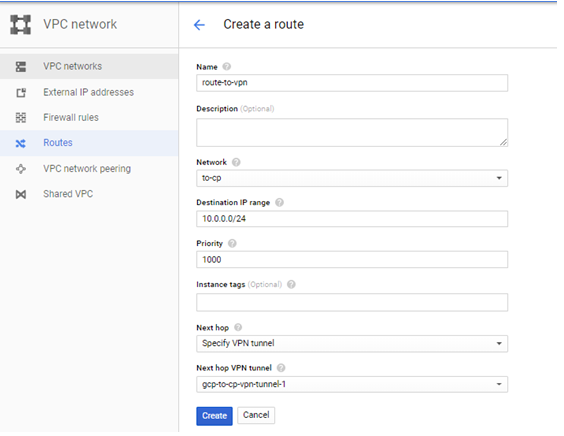 VPC network
Create a route
VPC networks
External IP addresses
Firewall rules
Routes
VPC network peering
Shared VPC
Name
route-to-vpn
Description (Optional)
Network
to-cp
Destination IP range
10.0.0.0/24
Priority
1000
Instance tags (Optional)
Next hop
Specify VPN tunnel
Next hop VPN tunnel
gcp-to-cp-vpn-tunnel-1
Create Cancel